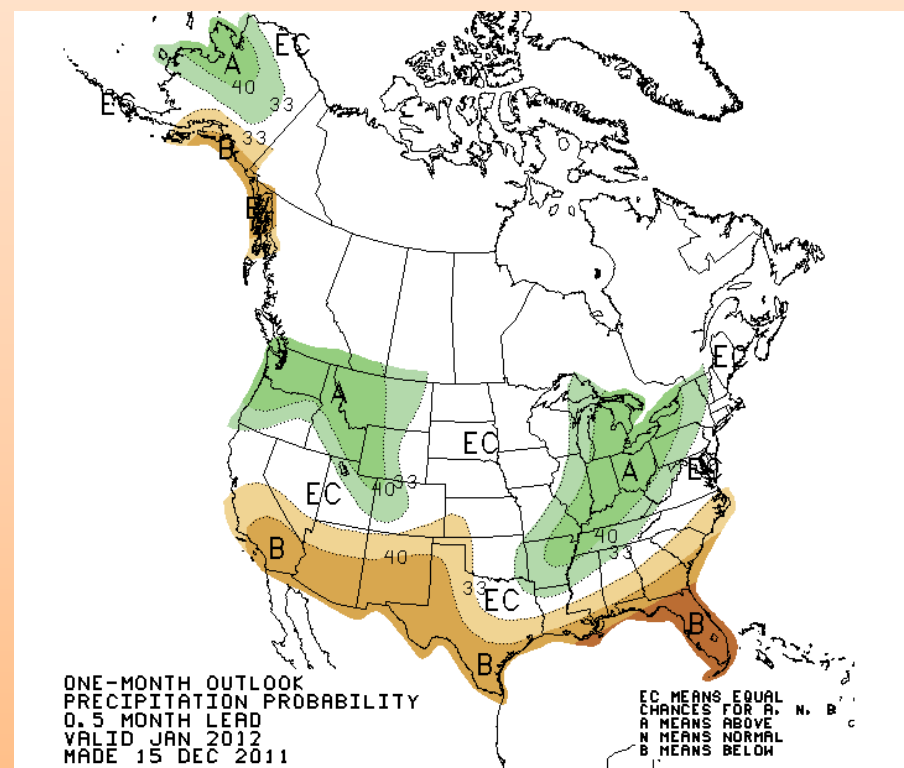 EC
A
40
EC
33
33
B
EC
A
EC
EC
A
EC
33
40
EC
40
B
40
33
33
EC
B
B
ONE-MONTH OUTLOOK
PRECIPITATION PROBABILITY
0.5 MONTH LEAD
VALID JAN 2012
MADE 15 DEC 2011
EC MEANS EQUAL
CHANCES FOR A, N, B
A MEANS ABOVE
N MEANS NORMAL
B MEANS BELOW